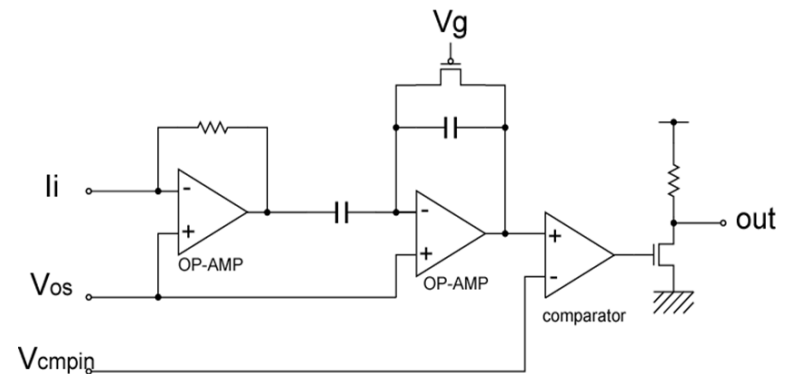 Vg
Ii
-
+
OP-AMP
-
+
OP-AMP
+
-
comparator
out
Vos
Vcmpin